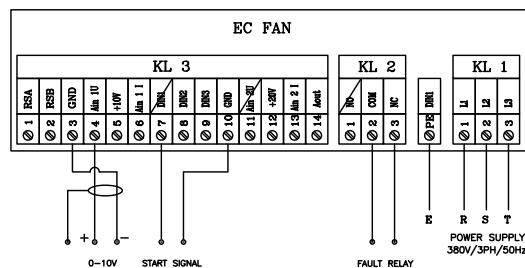 EC FAN
KL 3
KL 2
KL 1
RSA
RSB
GND
Ain 1U
+10V
Ain 1 I
DIN1
DIN2
DIN3
GND
Ain 2U
+20V
Ain 2 I
Aout
NO
COM
NC
DIN1
L1
L2
L3
1
2
3
4
5
6
7
8
9
10
11
12
13
14
1
2
3
PE
1
2
3
+
−
E
R
S
T
0-10V
START SIGNAL
FAULT RELAY
POWER SUPPLY
380V/3PH/50Hz